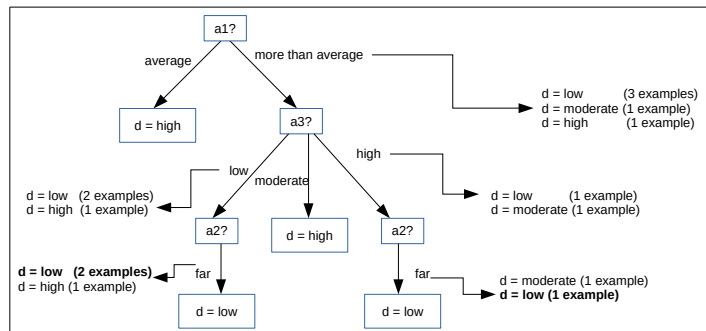 a1?
average
more than average
d = low (3 examples)
d = moderate (1 example)
d = high (1 example)
d = high
a3?
low
moderate
high
d = low (2 examples)
d = high (1 example)
d = low (1 example)
d = moderate (1 example)
a2?
d = high
a2?
d = low (2 examples)
d = high (1 example)
far
far
d = moderate (1 example)
d = low (1 example)
d = low
d = low